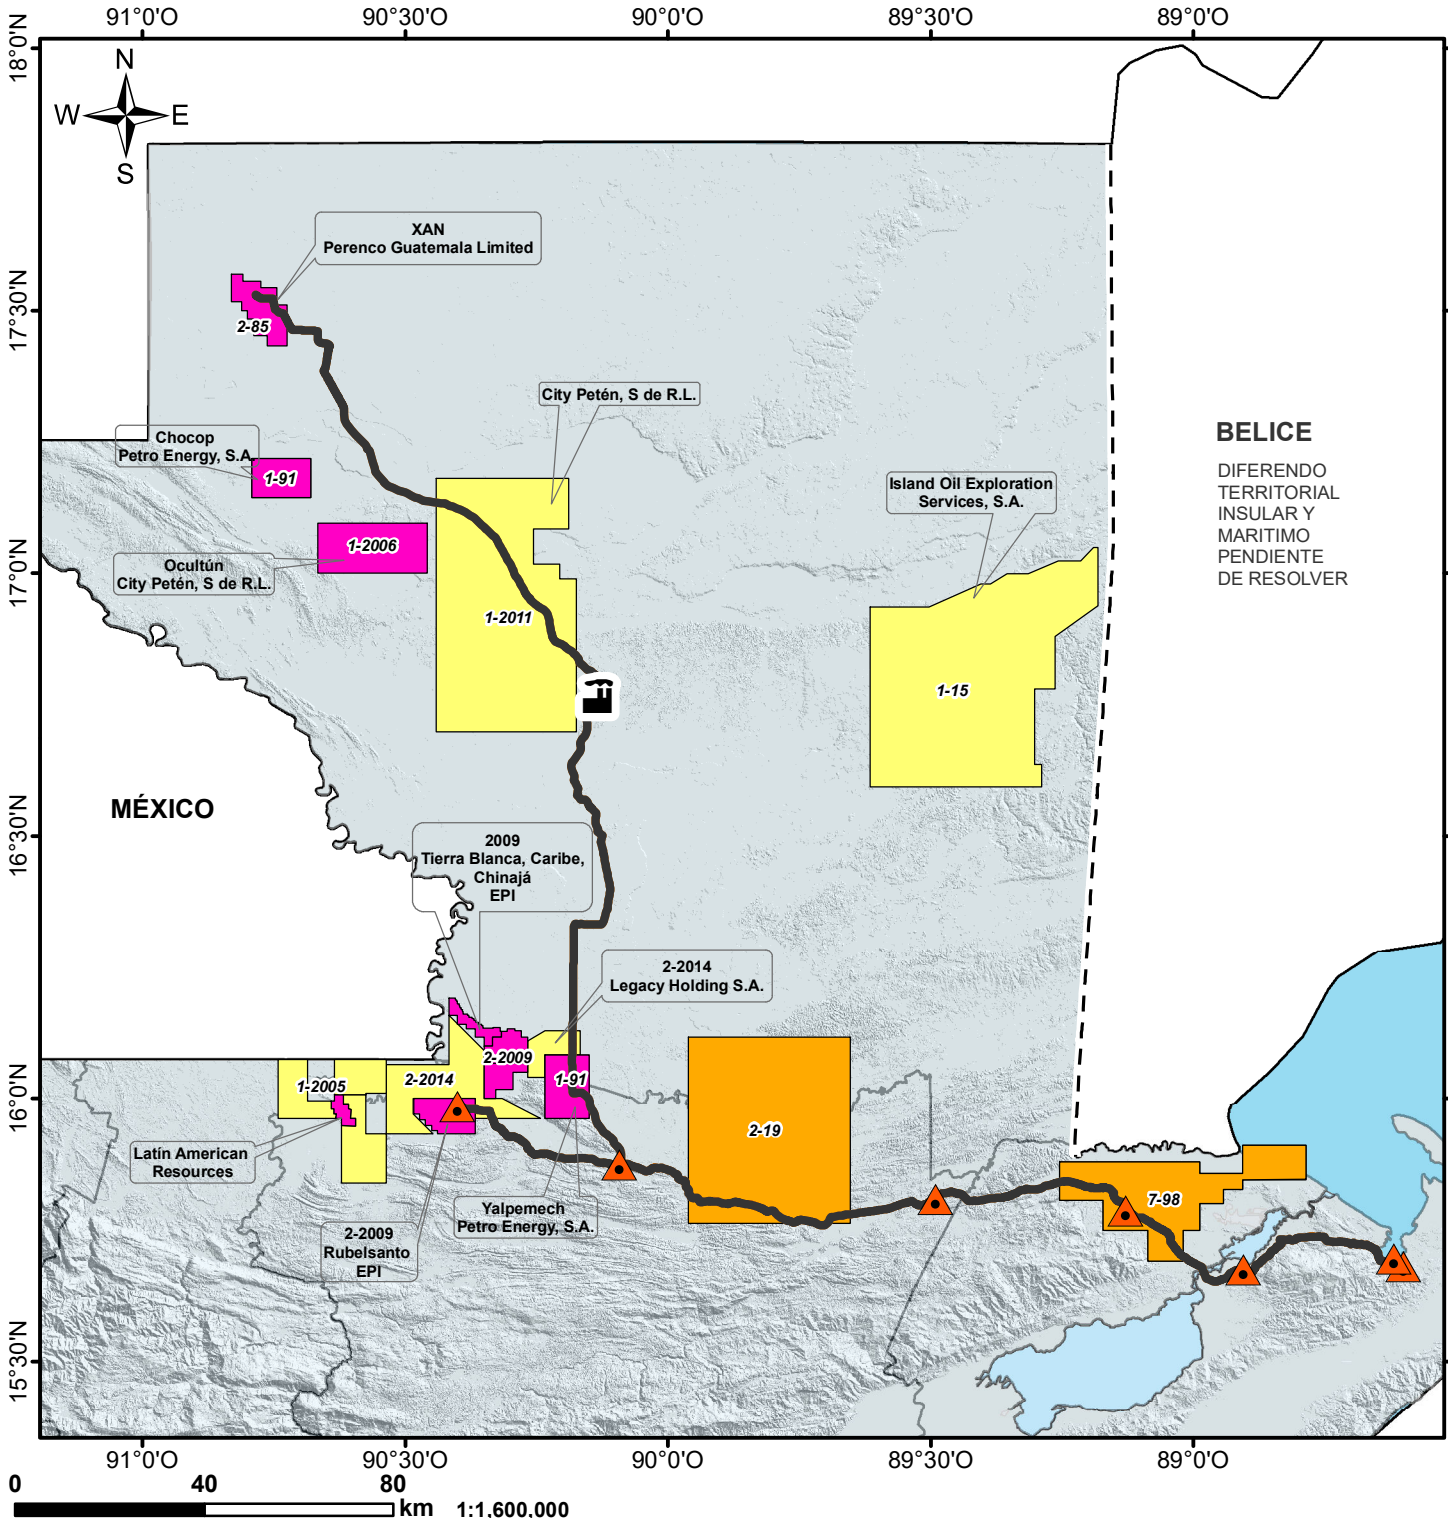 91°0'O
90°30'O
90°0'O
89°30'O
89°0'O
18°0'N
N
W
E
S
XAN
Perenco Guatemala Limited
17°30'N
2-85
City Petén, S de R.L.
Chocop
Petro Energy, S.A.
1-91
BELICE
DIFERENDO
TERRITORIAL
INSULAR Y
MARITIMO
PENDIENTE
DE RESOLVER
Island Oil Exploration
Services, S.A.
1-2006
Ocultún
City Petén, S de R.L.
17°0'N
1-2011
1-15
MÉXICO
16°30'N
2009
Tierra Blanca, Caribe,
Chinajá
EPI
2-2014
Legacy Holding S.A.
2-2009
1-2005
2-2014
1-91
16°0'N
2-19
Latín American
Resources
7-98
Yalpemech
Petro Energy, S.A.
2-2009
Rubelsanto
EPI
15°30'N
91°0'O
90°30'O
90°0'O
89°30'O
89°0'O
0
40
80
km
1:1,600,000